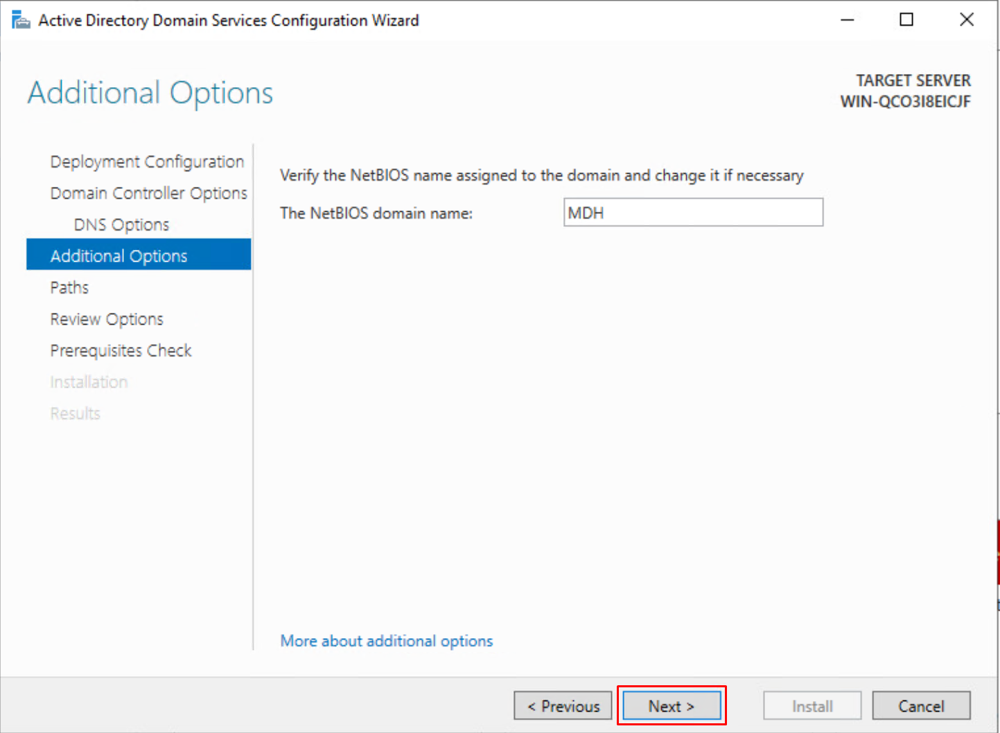 Active Directory Domain Services Configuration Wizard
Additional Options
TARGET SERVER
WIN-QCO3I8EICJF
Deployment Configuration
Domain Controller Options
DNS Options
Additional Options
Paths
Review Options
Prerequisites Check
Installation
Results
Verify the NetBIOS name assigned to the domain and change it if necessary
The NetBIOS domain name: MDH
More about additional options
< Previous Next > Install Cancel